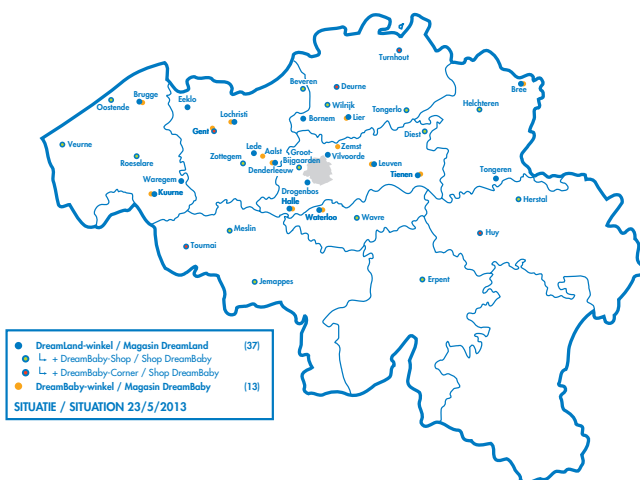 Turnhout
Beveren
Deurne
Bree
Oostende
Brugge
Eeklo
Wilrijk
Tongerlo
Helchteren
Lochristi
Bornem
Lier
Gent
Diest
Veurne
Lede
Aalst
Groot-
Bijgaarden
Zemst
Vilvoorde
Roeselare
Zottegem
Denderleeuw
Leuven
Waregem
Tienen
Tongeren
Kuurne
Drogenbos
Halle
Herstal
Waterloo
Wavre
Meslin
Huy
Tournai
Jemappes
Erpent
DreamLand-winkel / Magasin DreamLand (37)
+ DreamBaby-Shop / Shop DreamBaby
+ DreamBaby-Corner / Shop DreamBaby
DreamBaby-winkel / Magasin DreamBaby (13)
SITUATIE / SITUATION 23/5/2013